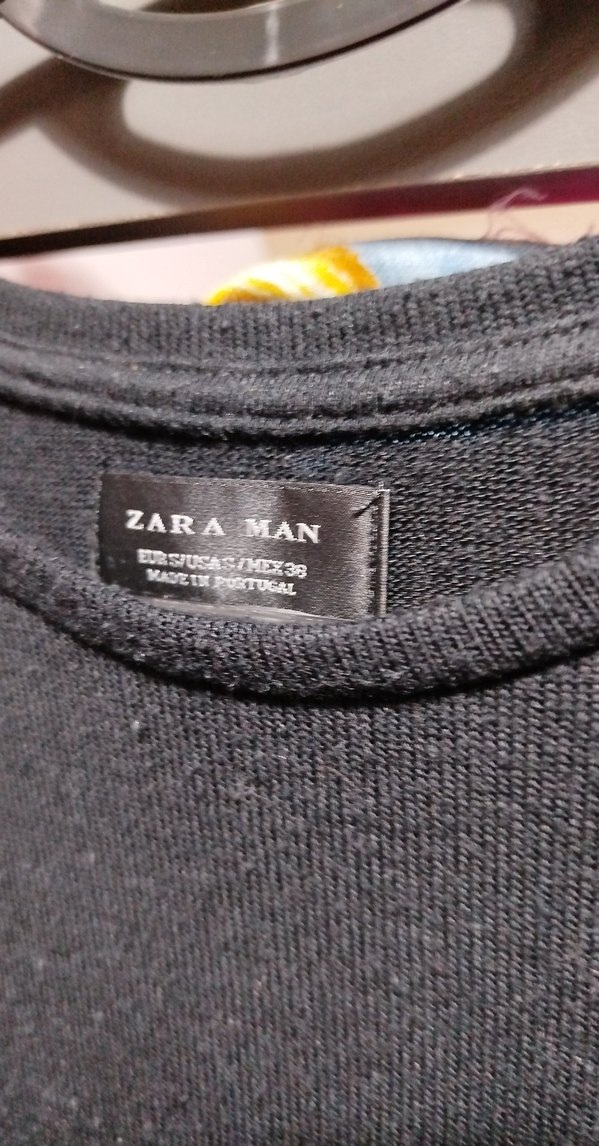 ZARA MAN
EUR S/USA S/MEX 38
MADE IN PORTUGAL